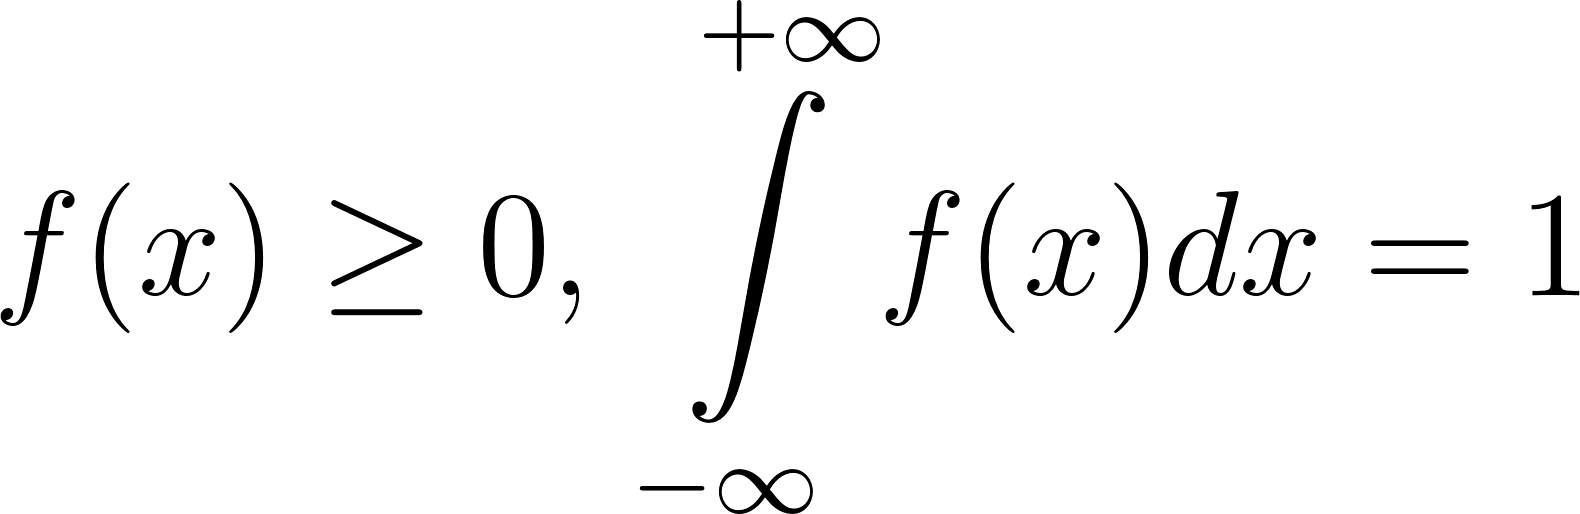 f(x) ≥ 0, ∫_{-∞}^{+∞} f(x)dx = 1